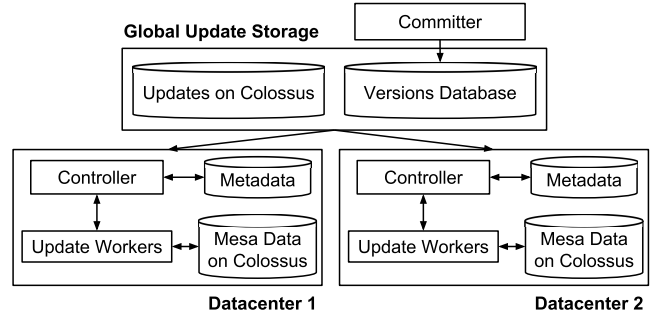 Committer
Global Update Storage
Updates on Colossus
Versions Database
Controller
Metadata
Update Workers
Mesa Data
on Colossus
Datacenter 1
Controller
Metadata
Update Workers
Mesa Data
on Colossus
Datacenter 2